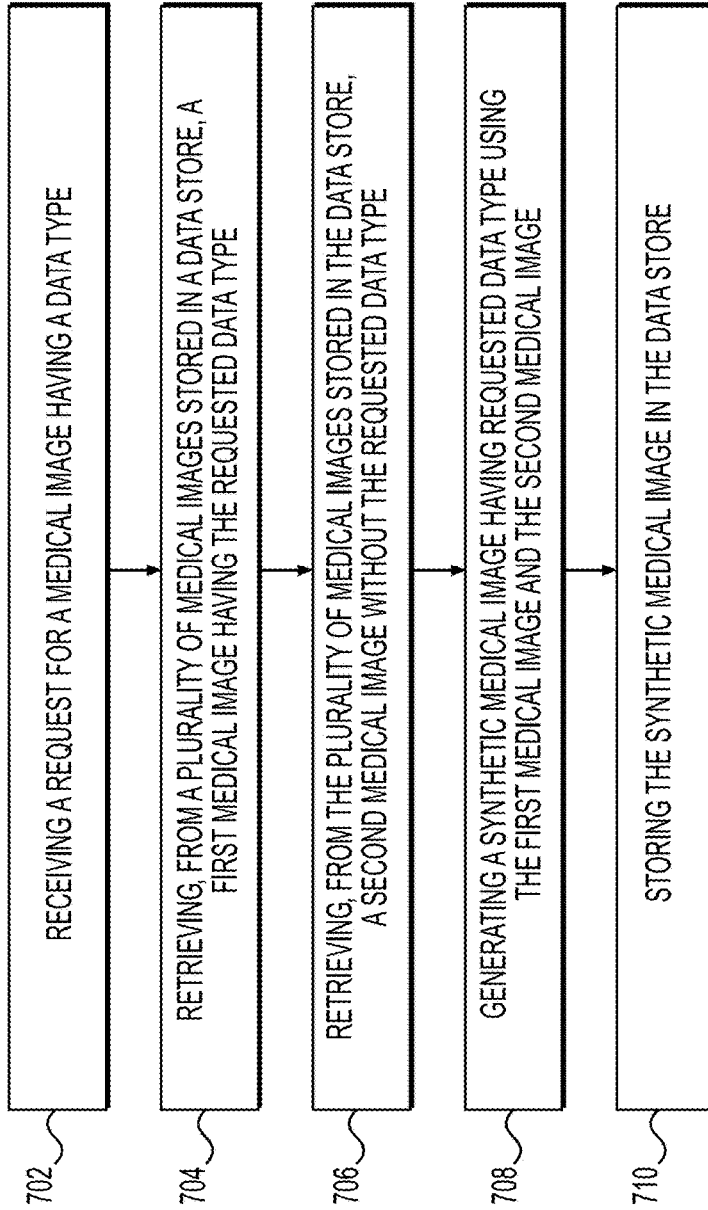 702
RECEIVING A REQUEST FOR A MEDICAL IMAGE HAVING A DATA TYPE
704
RETRIEVING, FROM A PLURALITY OF MEDICAL IMAGES STORED IN A DATA STORE, A
FIRST MEDICAL IMAGE HAVING THE REQUESTED DATA TYPE
706
RETRIEVING, FROM THE PLURALITY OF MEDICAL IMAGES STORED IN THE DATA STORE,
A SECOND MEDICAL IMAGE WITHOUT THE REQUESTED DATA TYPE
708
GENERATING A SYNTHETIC MEDICAL IMAGE HAVING REQUESTED DATA TYPE USING
THE FIRST MEDICAL IMAGE AND THE SECOND MEDICAL IMAGE
710
STORING THE SYNTHETIC MEDICAL IMAGE IN THE DATA STORE